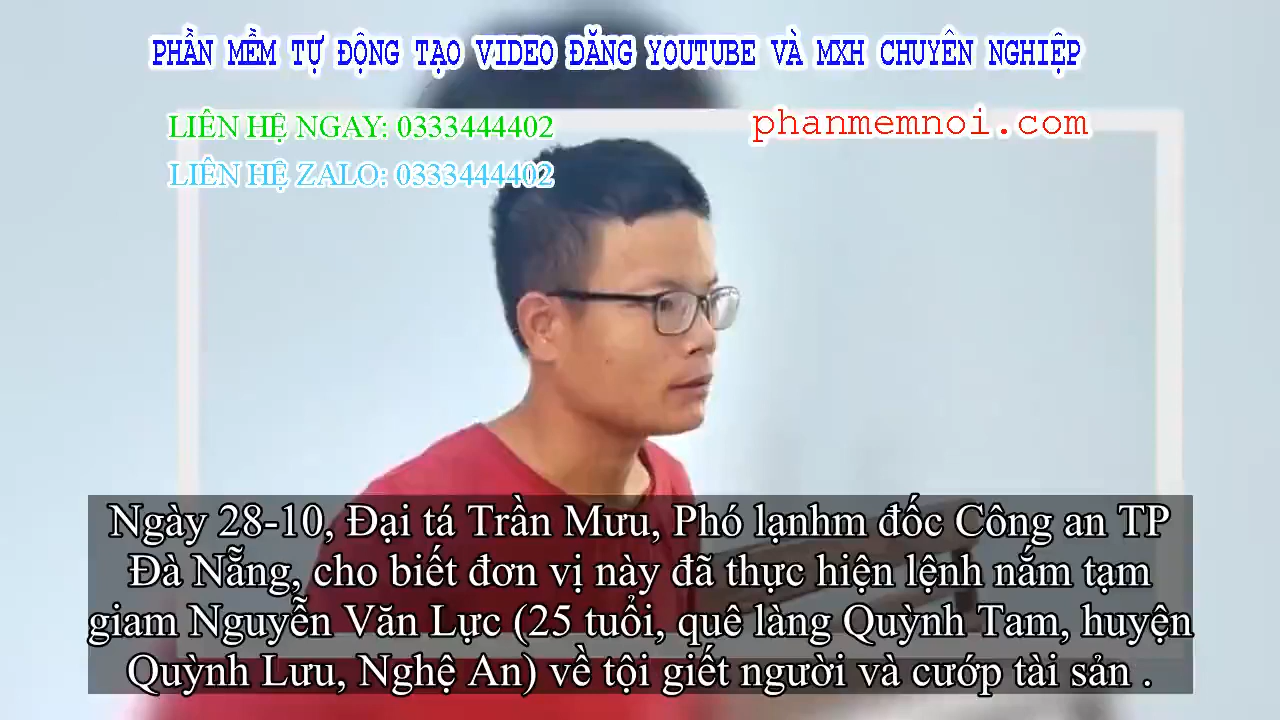 PHẦN MỀM TỰ ĐỘNG TẠO VIDEO ĐĂNG YOUTUBE VÀ MXH CHUYÊN NGHIỆP
LIÊN HỆ NGAY: 0333444402
phanmemnoi.com
LIÊN HỆ ZALO: 0333444402
Ngày 28-10, Đại tá Trần Mưu, Phó lạnhm đốc Công an TP
Đà Nẵng, cho biết đơn vị này đã thực hiện lệnh nắm tạm
giam Nguyễn Văn Lực (25 tuổi, quê làng Quỳnh Tam, huyện
Quỳnh Lưu, Nghệ An) về tội giết người và cướp tài sản .